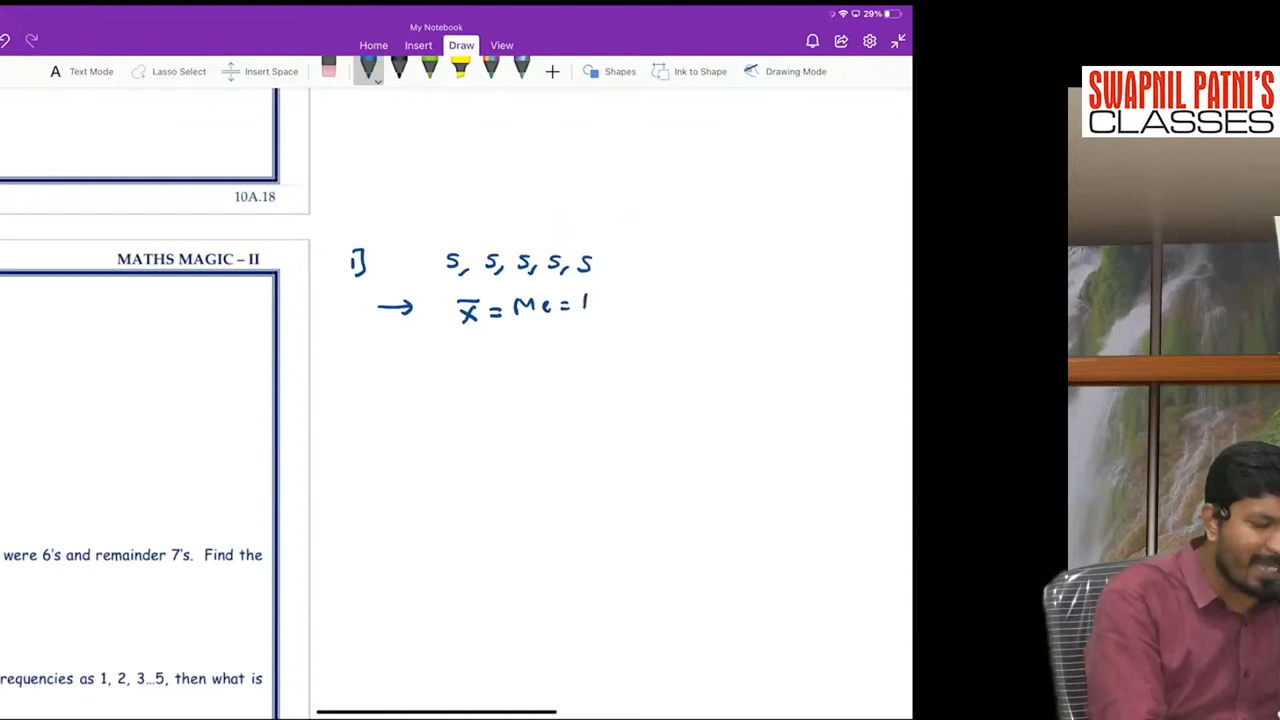 29%
My Notebook
Home Insert Draw View
Text Mode Lasso Select Insert Space Shapes Ink to Shape Drawing Mode
SWAPNIL PATNI'S
CLASSES
10A.18
MATHS MAGIC – II
1] 5, 5, 5, 5, 5
→ x̄ = Me = 1
were 6's and remainder 7's. Find the
requencies as 1, 2, 3...5, then what is